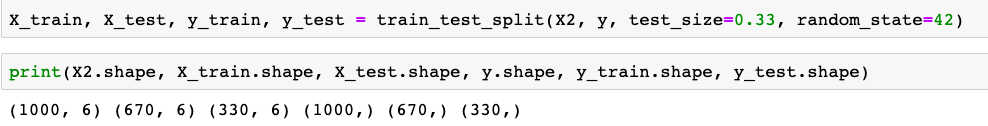 X_train, X_test, y_train, y_test = train_test_split(X2, y, test_size=0.33, random_state=42)
print(X2.shape, X_train.shape, X_test.shape, y.shape, y_train.shape, y_test.shape)
(1000, 6) (670, 6) (330, 6) (1000,) (670,) (330,)